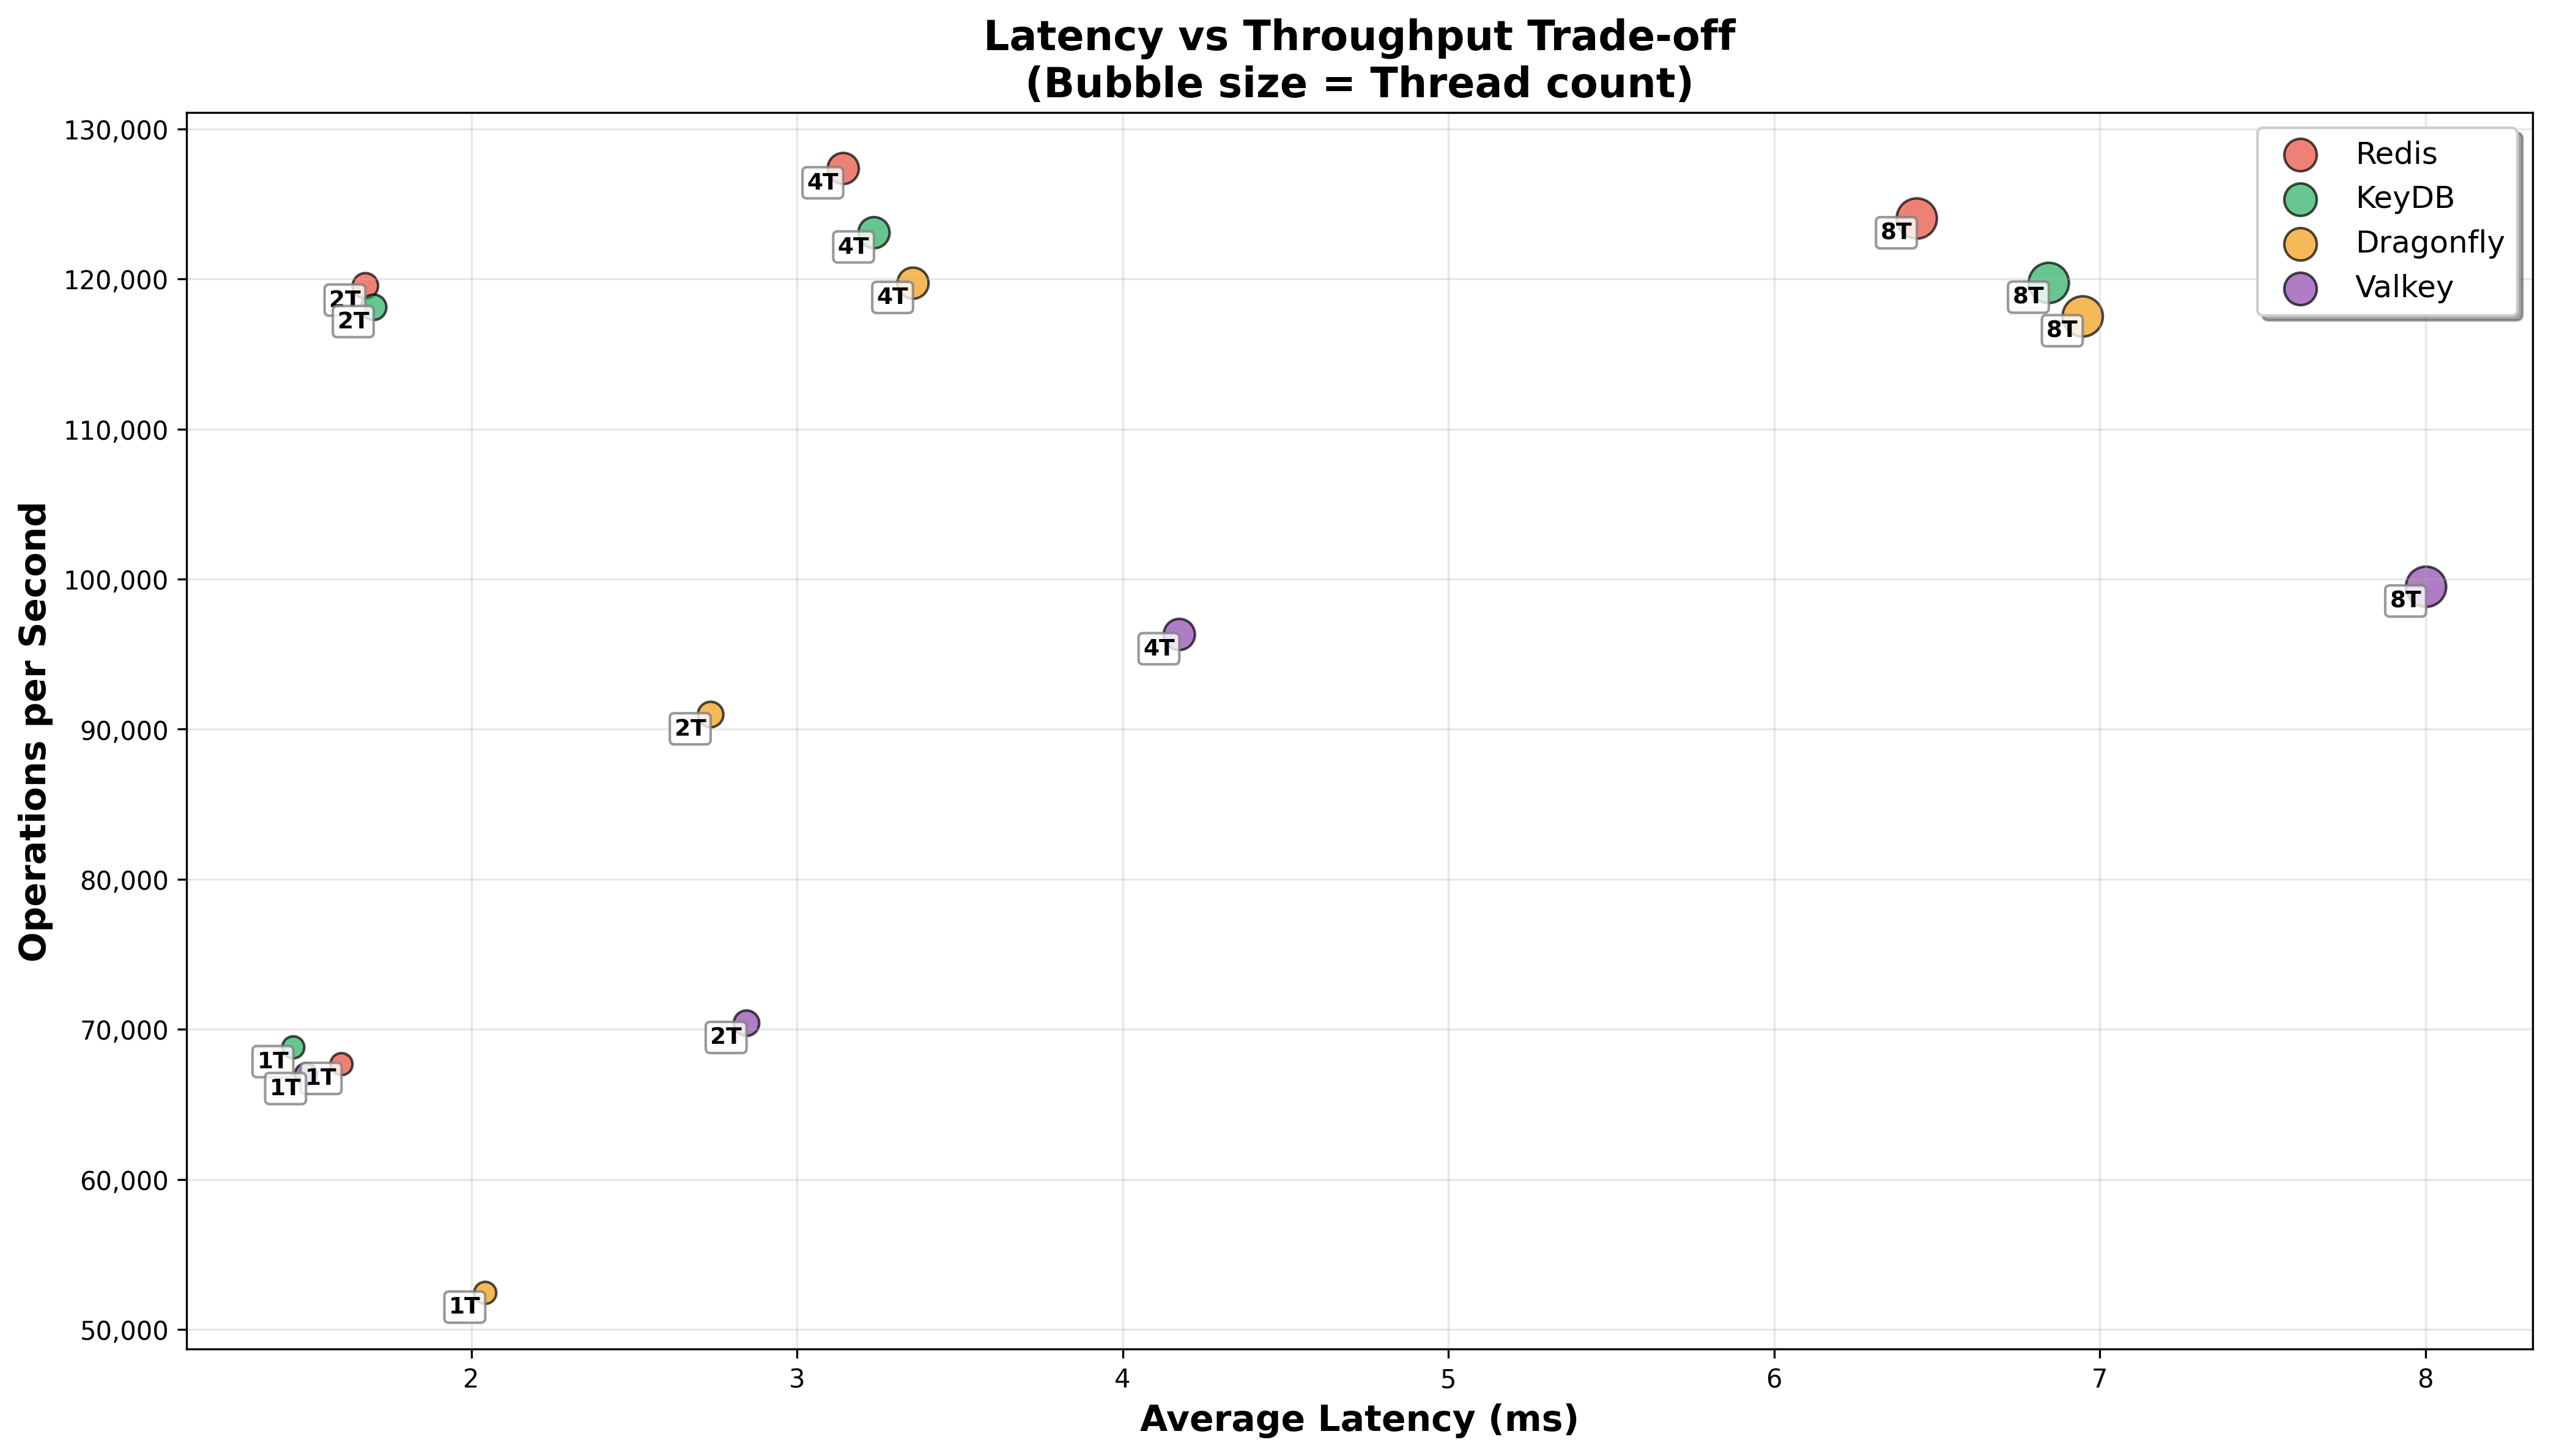 Latency vs Throughput Trade-off
(Bubble size = Thread count)
Operations per Second
130,000
120,000
110,000
100,000
90,000
80,000
70,000
60,000
50,000
Redis
KeyDB
Dragonfly
Valkey
4T
4T
4T
2T
2T
8T
8T
8T
8T
4T
2T
2T
1T
1T
1T
1T
2
3
4
5
6
7
8
Average Latency (ms)